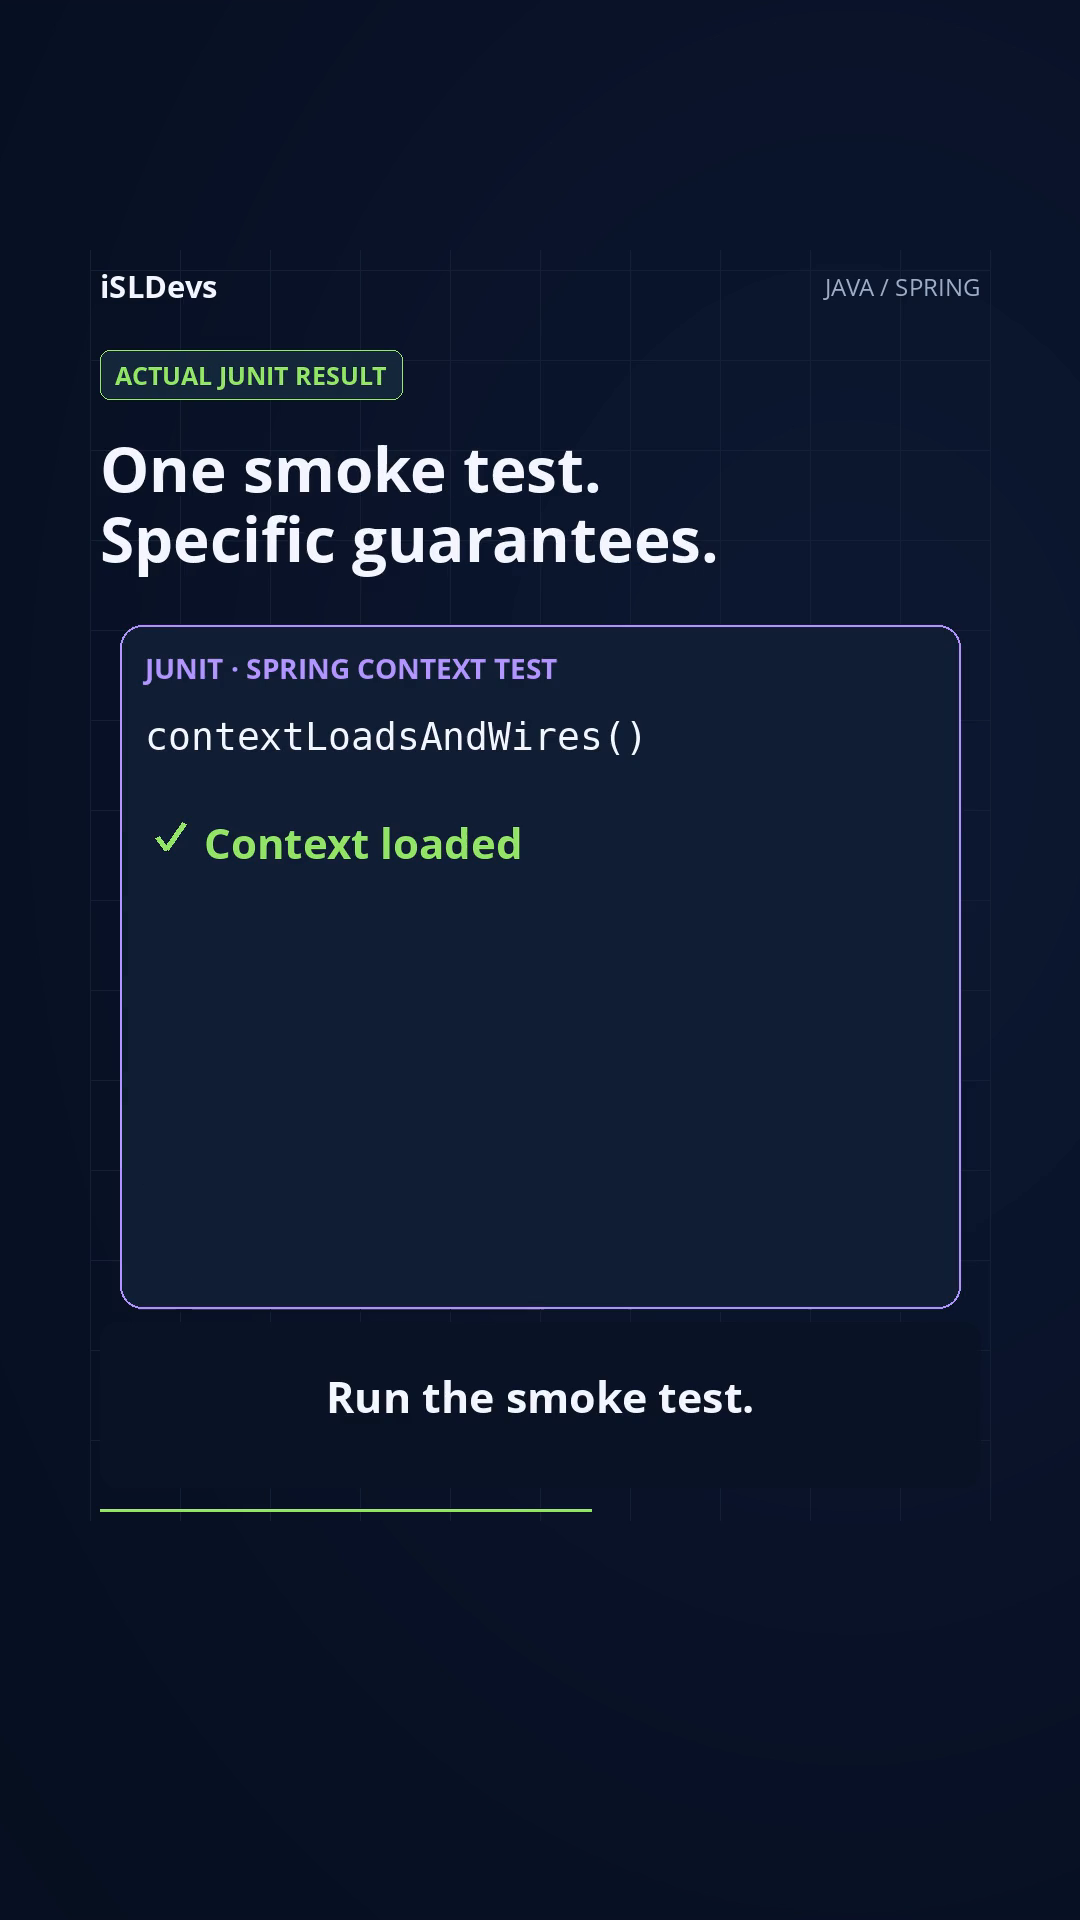 iSLDevs
JAVA / SPRING
ACTUAL JUNIT RESULT
One smoke test.
Specific guarantees.
JUNIT · SPRING CONTEXT TEST
contextLoadsAndWires()
✓ Context loaded
Run the smoke test.